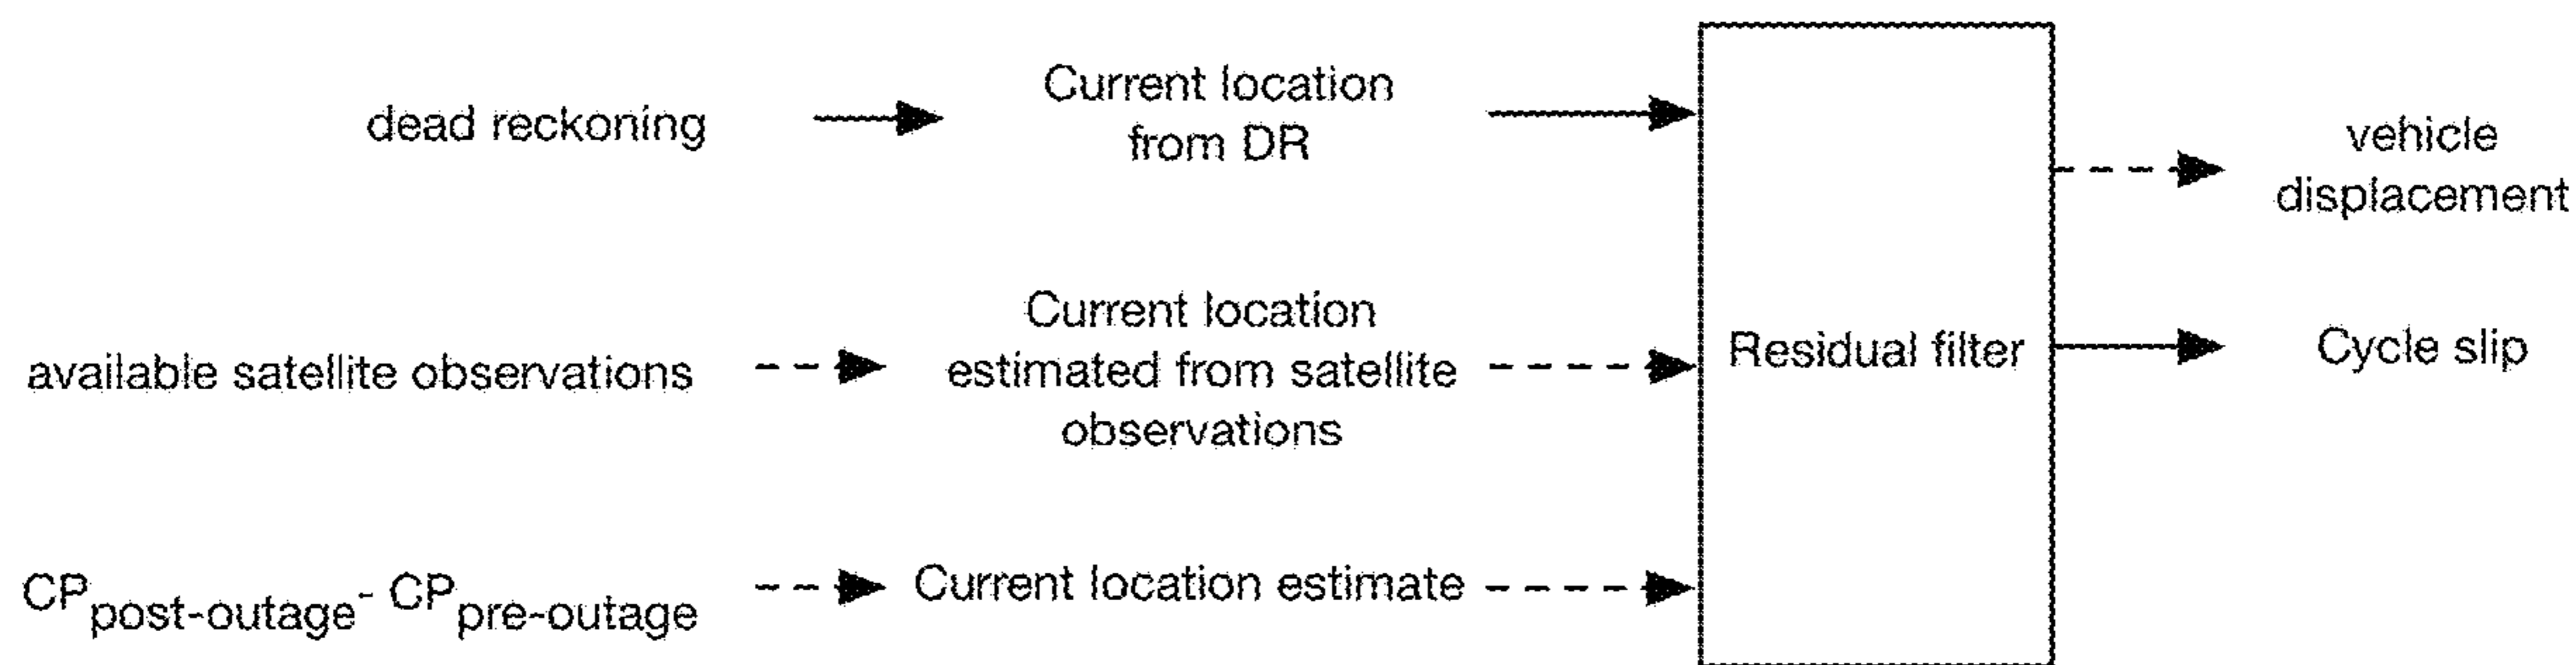 dead reckoning
Current location
from DR
vehicle
displacement
available satellite observations
Current location
estimated from satellite
observations
Residual filter
Cycle slip
CPpost-outage- CPpre-outage
Current location estimate